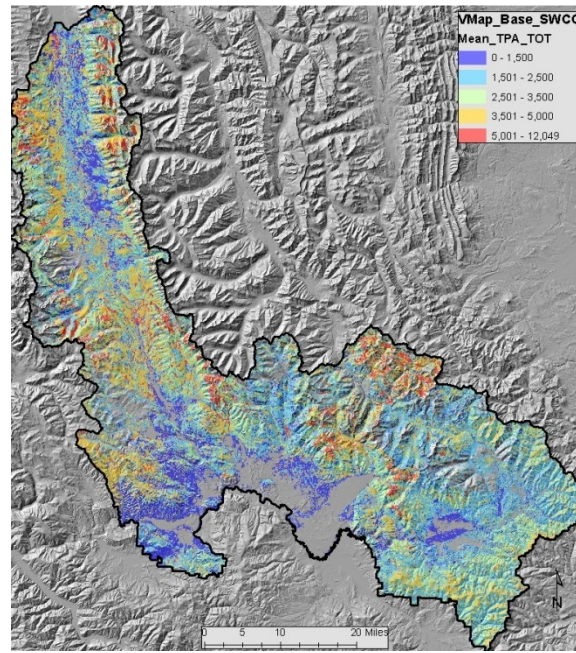 VMap_Base_SWCC
Mean_TPA_TOT
0 - 1,500
1,501 - 2,500
2,501 - 3,500
3,501 - 5,000
5,001 - 12,049
N
0 5 10 20 Miles